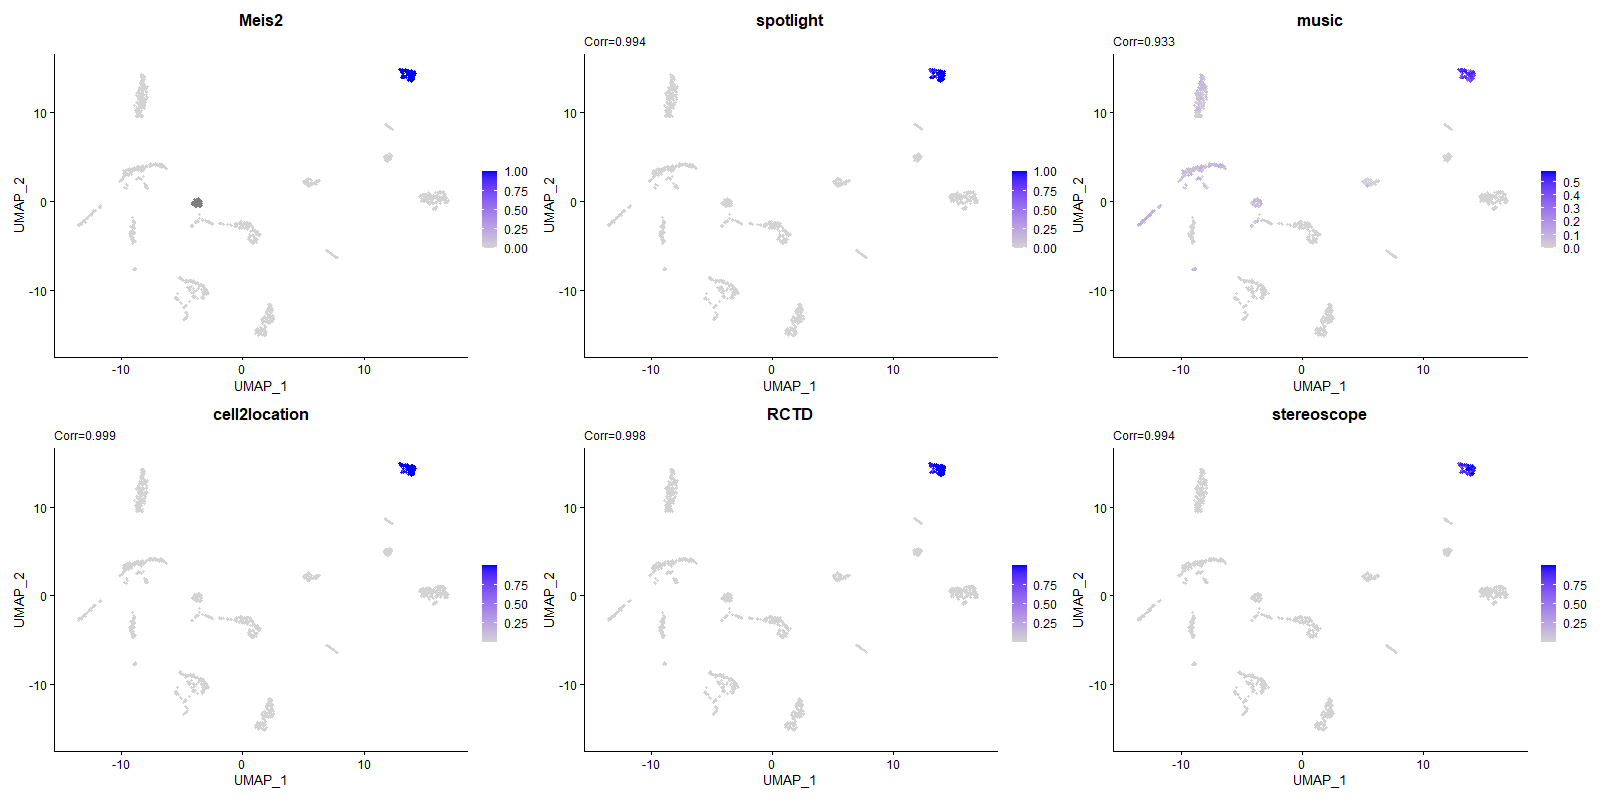 Meis2
UMAP_2
10
0
-10
-10
0
10
UMAP_1
1.00
0.75
0.50
0.25
0.00
spotlight
Corr=0.994
UMAP_2
10
0
-10
-10
0
10
UMAP_1
1.00
0.75
0.50
0.25
0.00
music
Corr=0.933
UMAP_2
10
0
-10
-10
0
10
UMAP_1
0.5
0.4
0.3
0.2
0.1
0.0
cell2location
Corr=0.999
UMAP_2
10
0
-10
-10
0
10
UMAP_1
0.75
0.50
0.25
RCTD
Corr=0.998
UMAP_2
10
0
-10
-10
0
10
UMAP_1
0.75
0.50
0.25
stereoscope
Corr=0.994
UMAP_2
10
0
-10
-10
0
10
UMAP_1
0.75
0.50
0.25